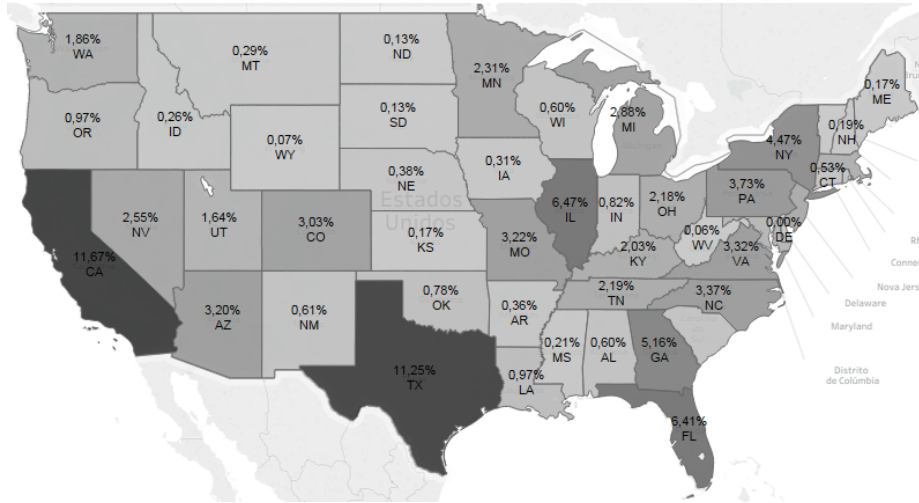 1,86%
WA
0,29%
MT
0,13%
ND
2,31%
MN
0,17%
ME
0,97%
OR
0,26%
ID
0,13%
SD
0,60%
WI
2,88%
MI
0,19%
NH
0,07%
WY
4,47%
NY
0,53%
CT
0,38%
NE
0,31%
IA
Estados
Unidos
2,55%
NV
1,64%
UT
3,03%
CO
0,17%
KS
3,22%
MO
6,47%
IL
0,82%
IN
2,18%
OH
3,73%
PA
0,06%
WV
0,00%
DE
2,03%
KY
3,32%
VA
11,67%
CA
3,20%
AZ
0,61%
NM
0,78%
OK
0,36%
AR
2,19%
TN
3,37%
NC
11,25%
TX
0,97%
LA
0,21%
MS
0,60%
AL
5,16%
GA
6,41%
FL
Delaware
Maryland
Distrito
de Colúmbia